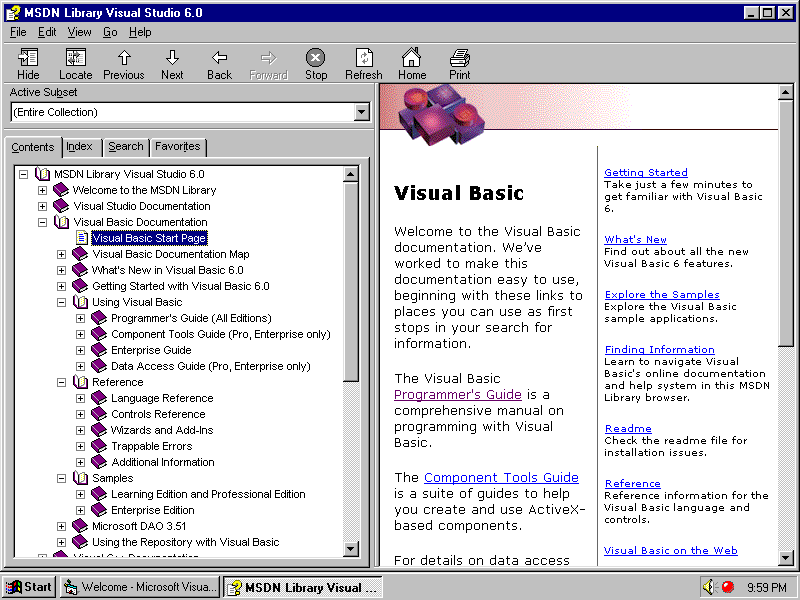 MSDN Library Visual Studio 6.0
File Edit View Go Help
Hide Locate Previous Next Back Forward Stop Refresh Home Print
Active Subset
(Entire Collection)
Contents Index Search Favorites
MSDN Library Visual Studio 6.0
Welcome to the MSDN Library
Visual Studio Documentation
Visual Basic Documentation
Visual Basic Start Page
Visual Basic Documentation Map
What's New in Visual Basic 6.0
Getting Started with Visual Basic 6.0
Using Visual Basic
Programmer's Guide (All Editions)
Component Tools Guide (Pro, Enterprise only)
Enterprise Guide
Data Access Guide (Pro, Enterprise only)
Reference
Language Reference
Controls Reference
Wizards and Add-Ins
Trappable Errors
Additional Information
Samples
Learning Edition and Professional Edition
Enterprise Edition
Microsoft DAO 3.51
Using the Repository with Visual Basic
Visual C++ Documentation
Visual Basic
Welcome to the Visual Basic
documentation. We've
worked to make this
documentation easy to use,
beginning with these links to
places you can use as first
stops in your search for
information.
The Visual Basic
Programmer's Guide is a
comprehensive manual on
programming with Visual
Basic.
The Component Tools Guide
is a suite of guides to help
you create and use ActiveX-
based components.
For details on data access
Getting Started
Take just a few minutes to
get familiar with Visual Basic
6.
What's New
Find out about all the new
Visual Basic 6 features.
Explore the Samples
Explore the Visual Basic
sample applications.
Finding Information
Learn to navigate Visual
Basic's online documentation
and help system in this MSDN
Library browser.
Readme
Check the readme file for
installation issues.
Reference
Reference information for the
Visual Basic language and
controls.
Visual Basic on the Web
Start Welcome - Microsoft Visua... MSDN Library Visual ... 9:59 PM